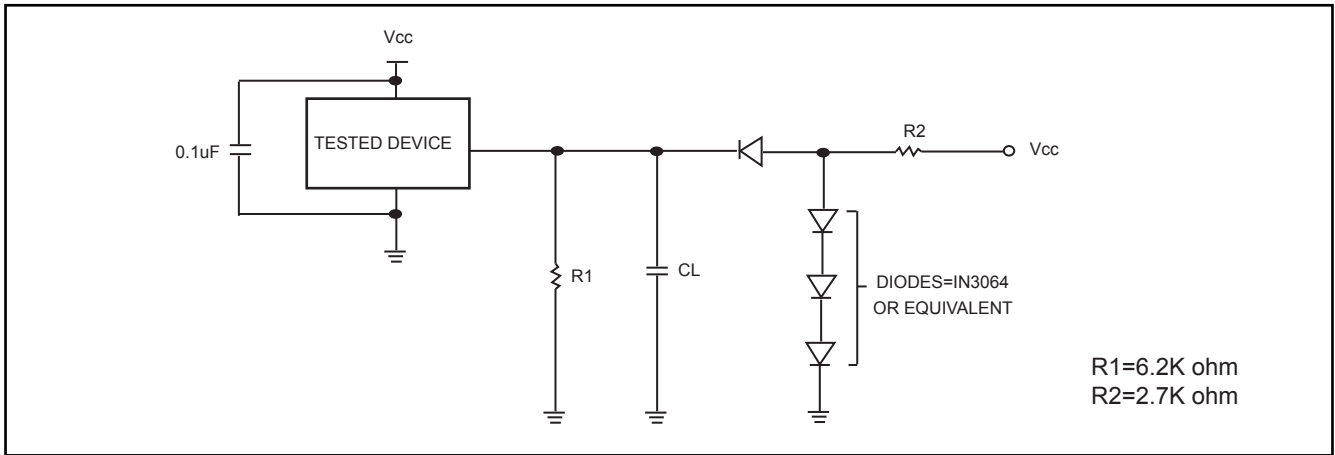 Vcc
TESTED DEVICE
0.1uF
R2
Vcc
R1
CL
DIODES=IN3064
OR EQUIVALENT
R1=6.2K ohm
R2=2.7K ohm